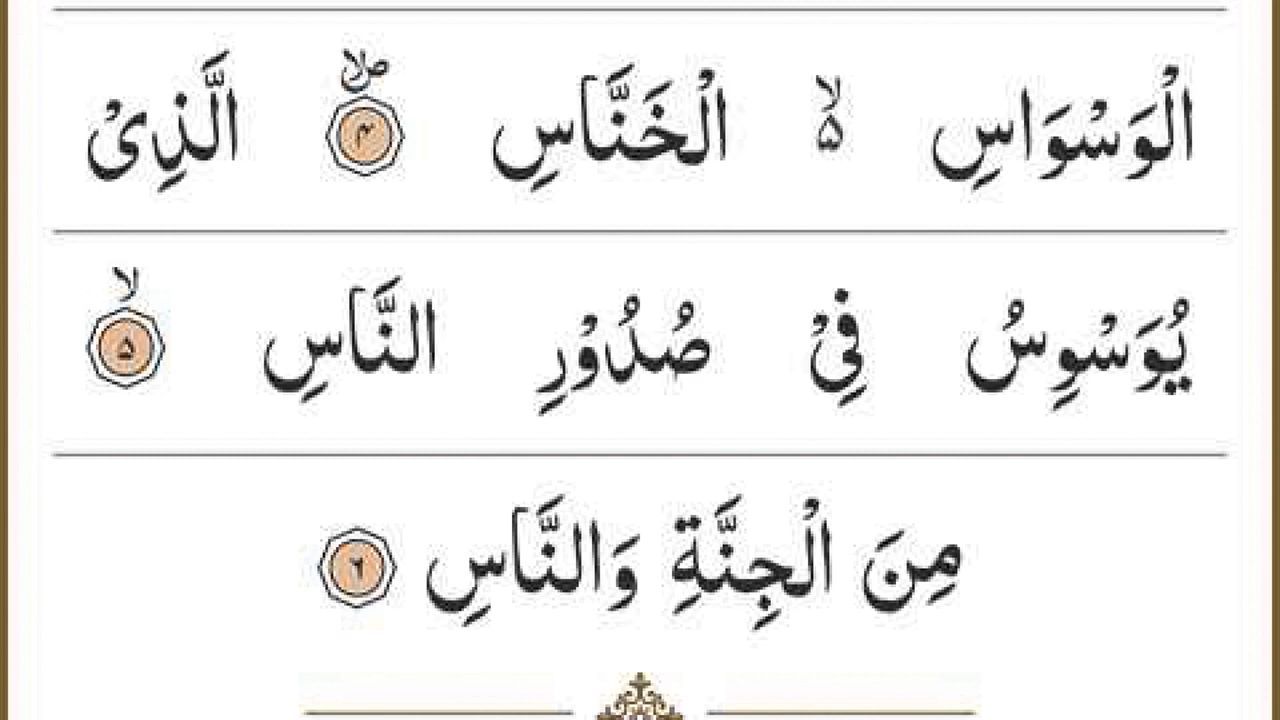 الْوَسْوَاسِ ۙ۵ الْخَنَّاسِ ۪ۙ ۴ الَّذِیْ
یُوَسْوِسُ فِیْ صُدُوْرِ النَّاسِ ۙ ۵
مِنَ الْجِنَّةِ وَالنَّاسِ ۶